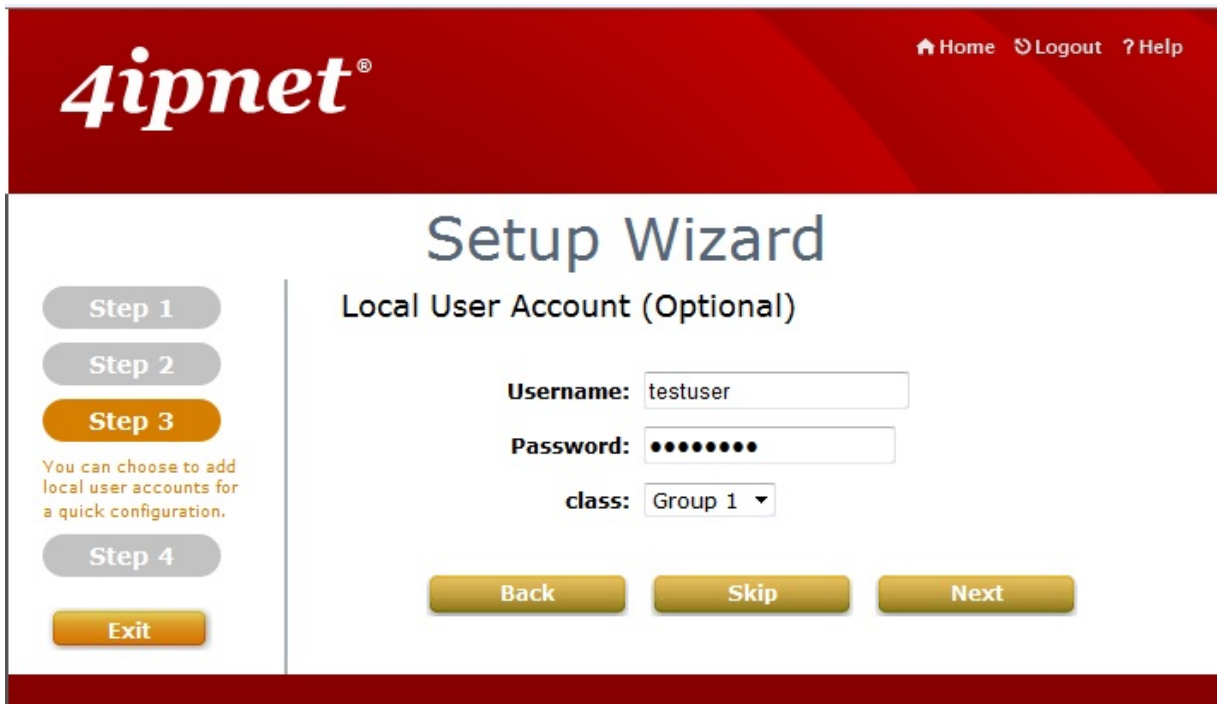 4ipnet®
Home Logout ? Help
Setup Wizard
Step 1
Step 2
Step 3
You can choose to add
local user accounts for
a quick configuration.
Step 4
Exit
Local User Account (Optional)
Username: testuser
Password: ••••••••
class: Group 1
Back Skip Next